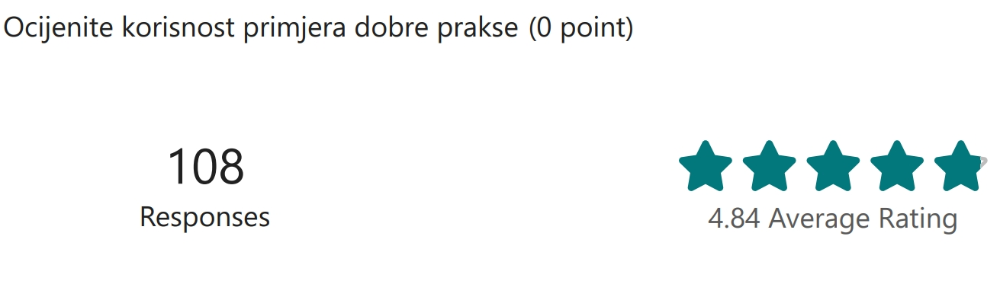 Ocijenite korisnost primjera dobre prakse (0 point)
108
Responses
4.84 Average Rating